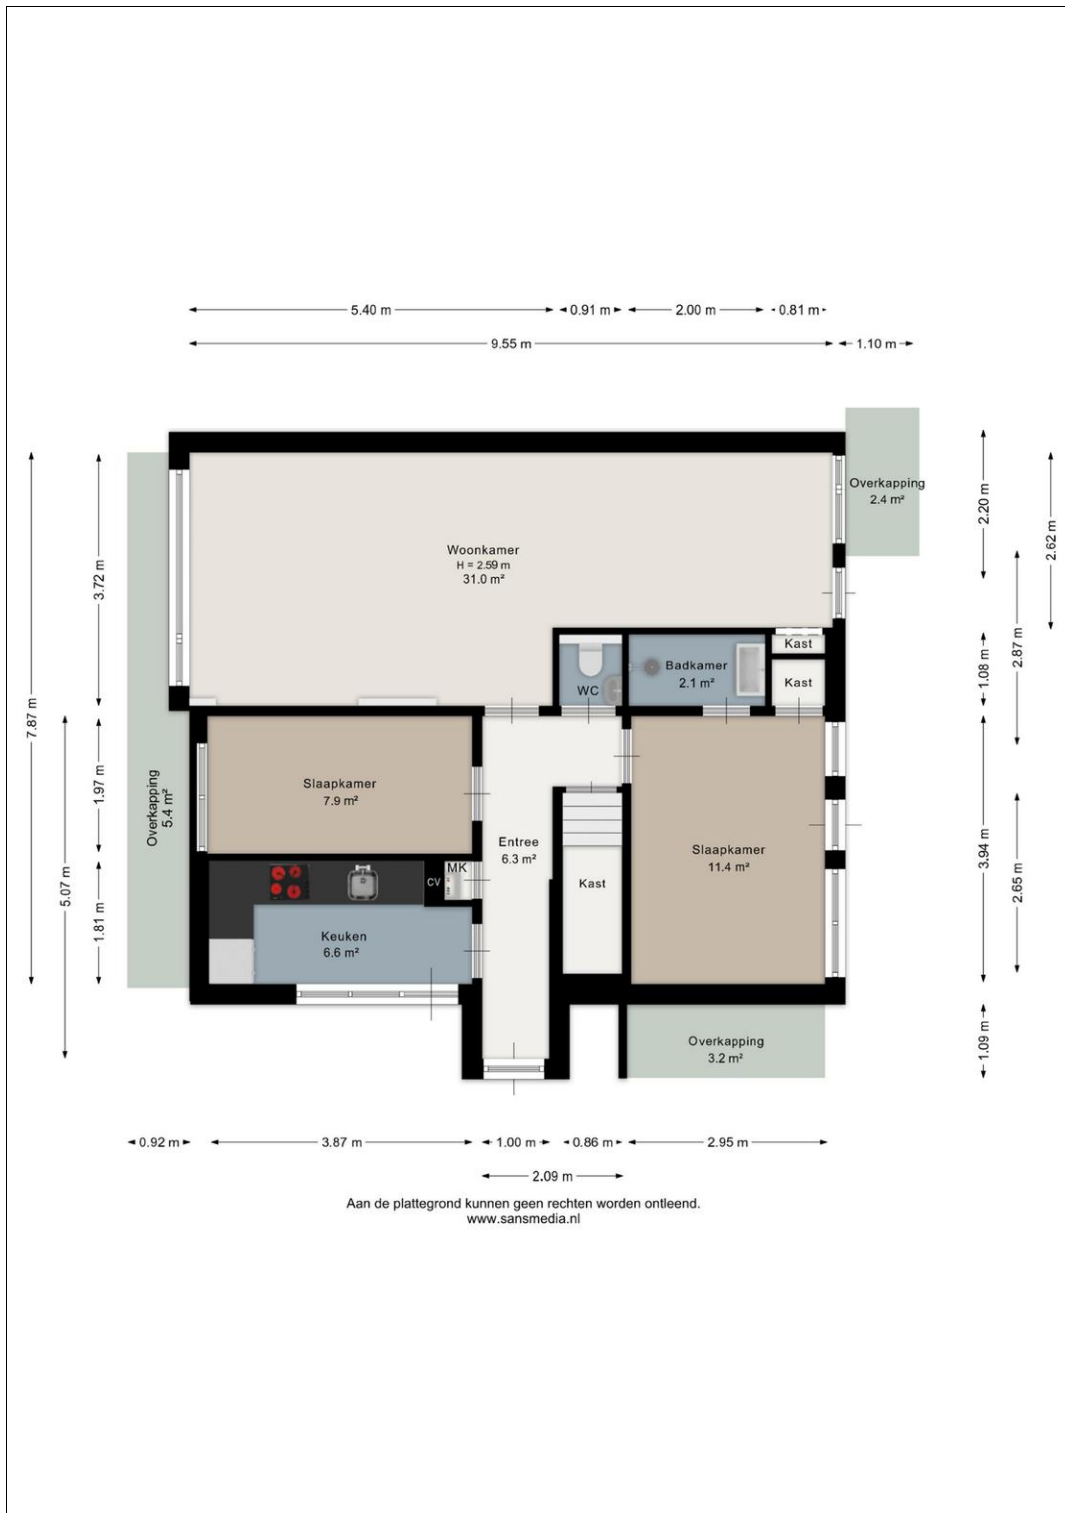 5.40 m
0.91 m
2.00 m
0.81 m
9.55 m
1.10 m
Overkapping
2.4 m²
2.20 m
2.62 m
Woonkamer
H = 2.59 m
31.0 m²
3.72 m
7.87 m
Kast
WC
Badkamer
2.1 m²
Kast
1.08 m
2.87 m
Slaapkamer
7.9 m²
1.97 m
Overkapping
5.4 m²
Entree
6.3 m²
Slaapkamer
11.4 m²
3.94 m
2.65 m
MK
CV
Kast
5.07 m
1.81 m
Keuken
6.6 m²
Overkapping
3.2 m²
1.09 m
0.92 m
3.87 m
1.00 m
0.86 m
2.95 m
2.09 m
Aan de plattegrond kunnen geen rechten worden ontleend.
www.sansmedia.nl